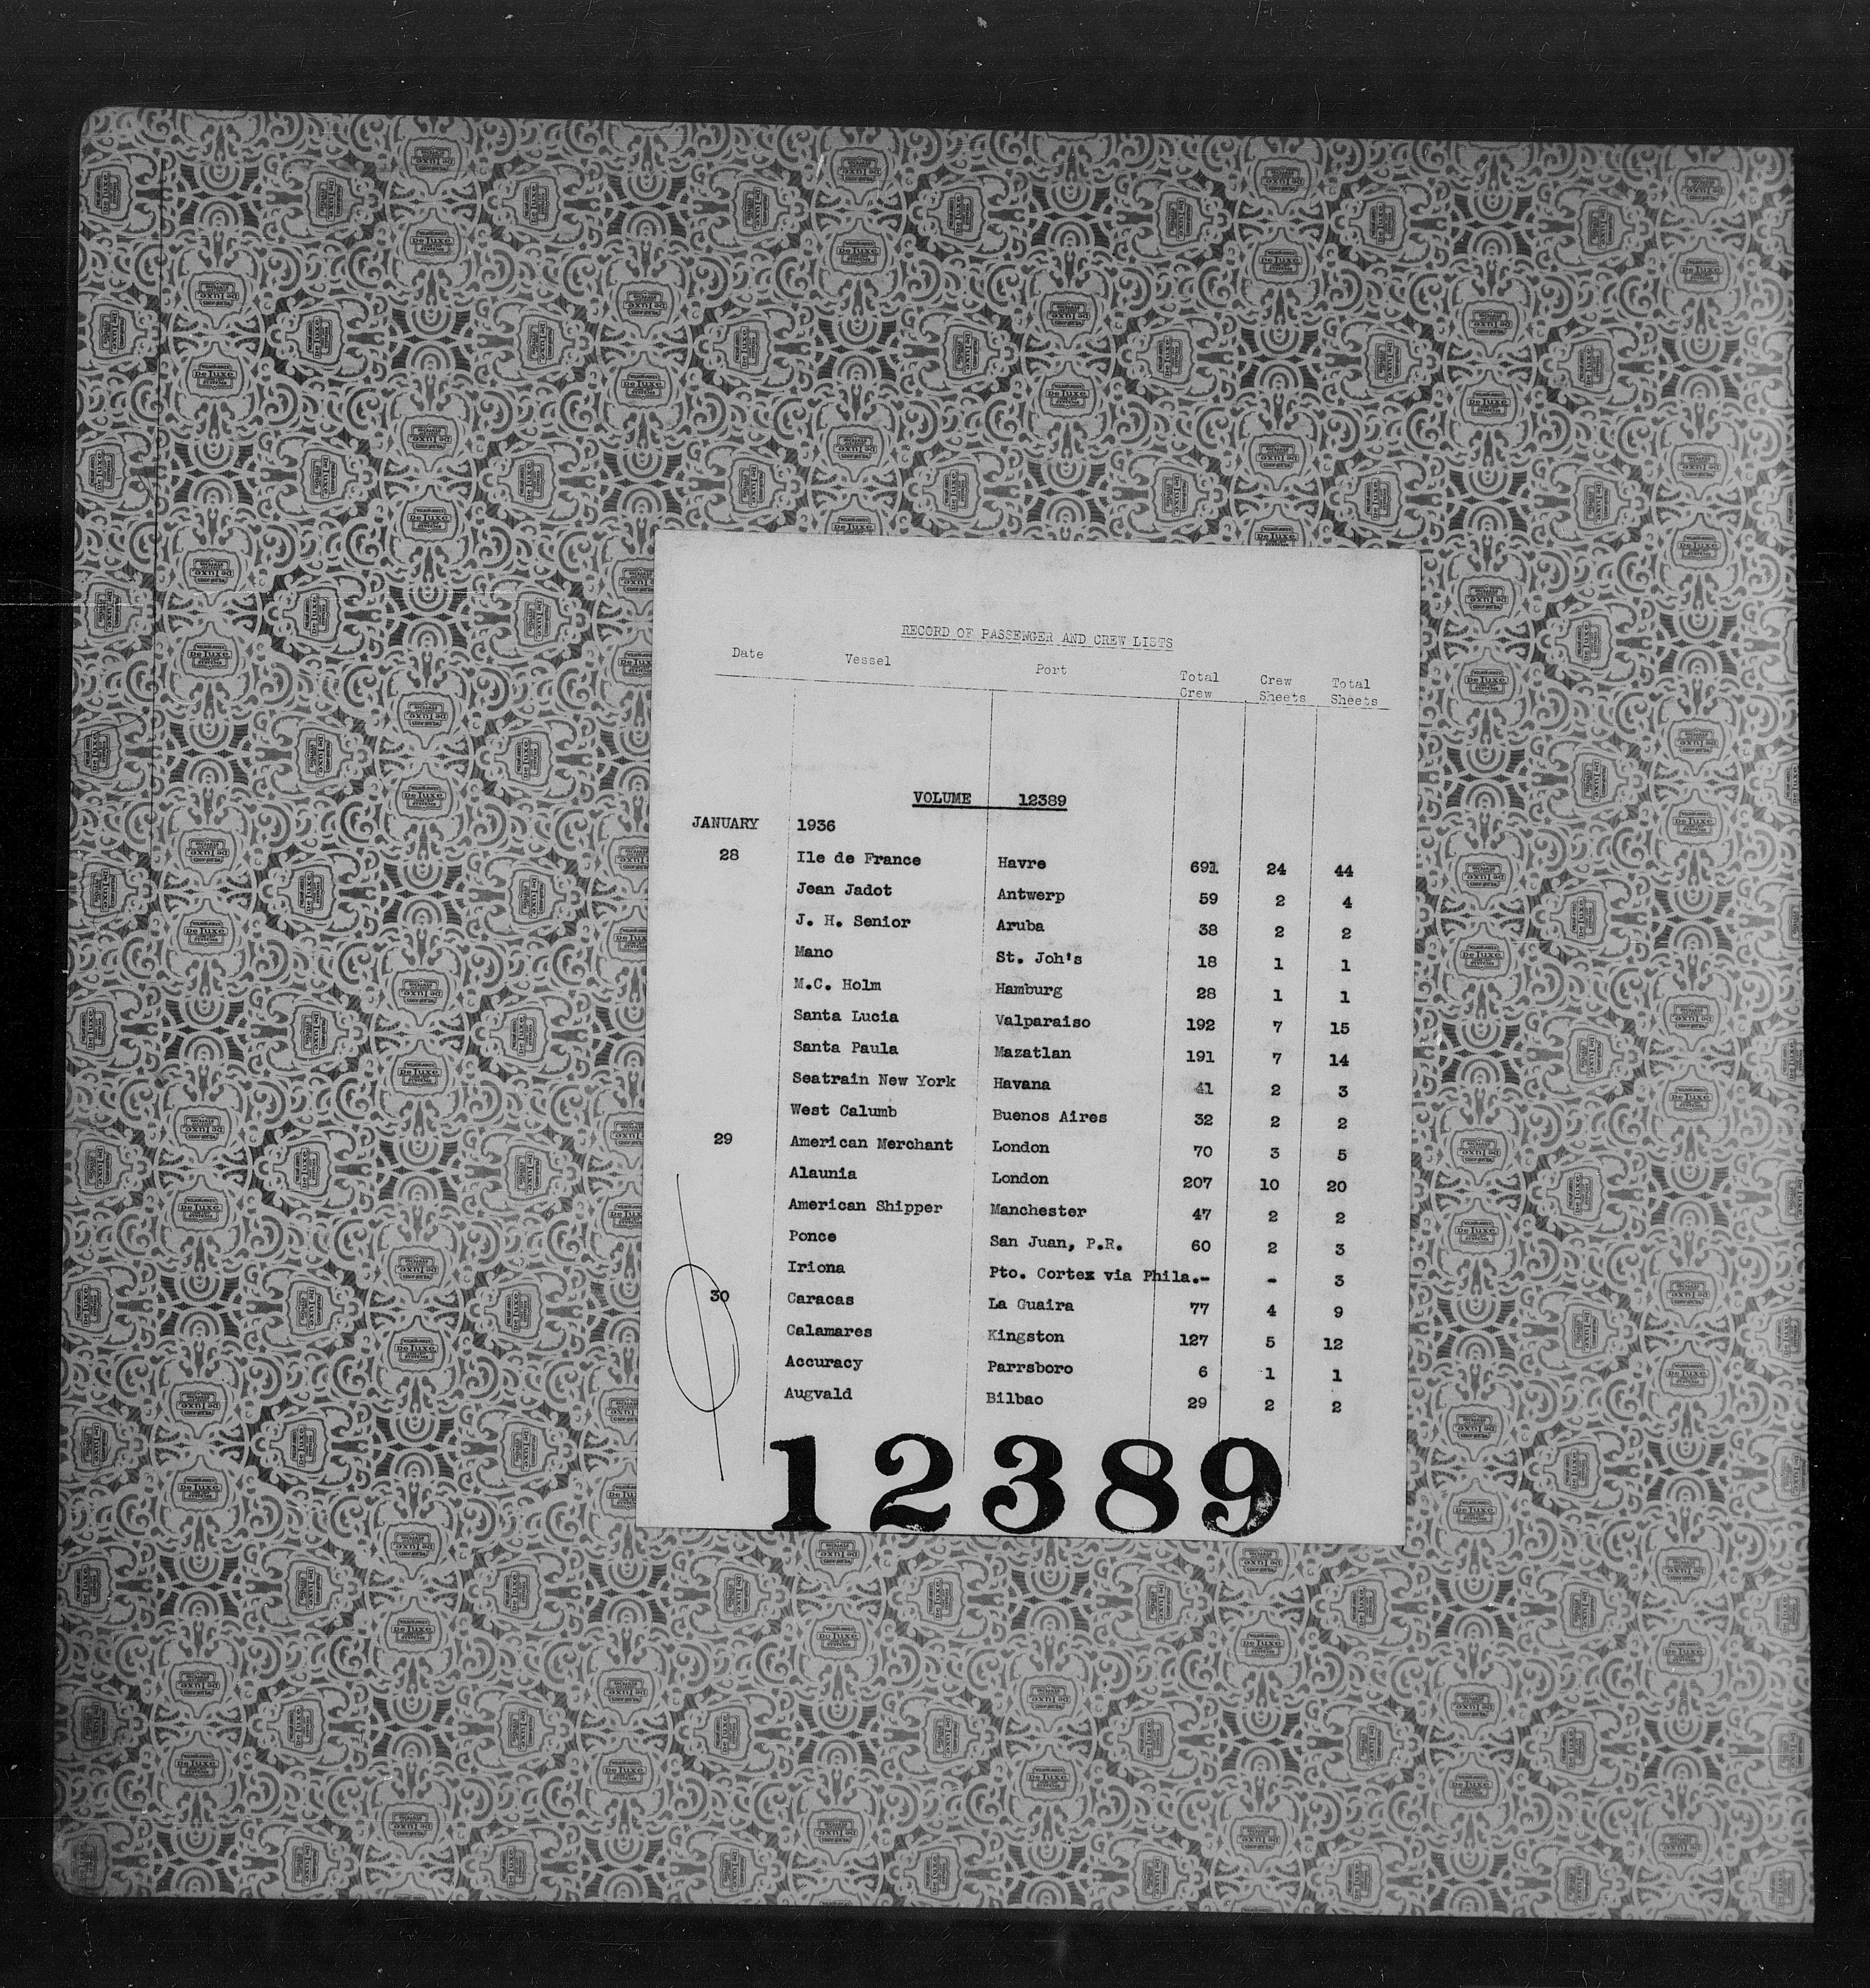 RECORD OF PASSENGER AND CREW LISTS
Date Vessel Port Total Crew Crew Sheets Total Sheets
VOLUME 12389
JANUARY 1936
28 Ile de France Havre 691 24 44
Jean Jadot Antwerp 59 2 4
J. H. Senior Aruba 38 2 2
Mano St. Joh's 18 1 1
M.C. Holm Hamburg 28 1 1
Santa Lucia Valparaiso 192 7 15
Santa Paula Mazatlan 191 7 14
Seatrain New York Havana 41 2 3
West Calumb Buenos Aires 32 2 2
29 American Merchant London 70 3 5
Alaunia London 207 10 20
American Shipper Manchester 47 2 2
Ponce San Juan, P.R. 60 2 3
Iriona Pto. Cortex via Phila.- - 3
30 Caracas La Guaira 77 4 9
Calamares Kingston 127 5 12
Accuracy Parrsboro 6 1 1
Augvald Bilbao 29 2 2
12389
De Luxe